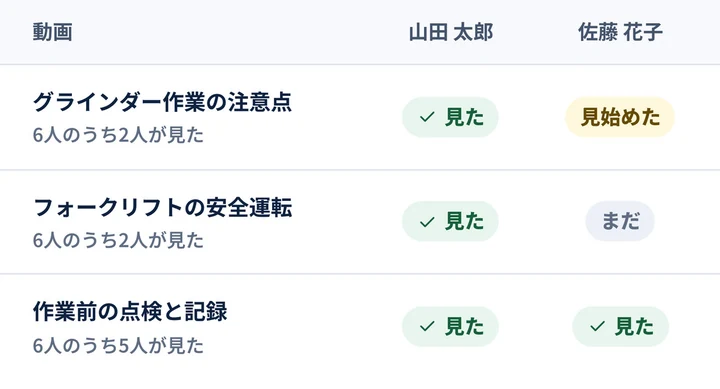 動画 山田 太郎 佐藤 花子
グラインダー作業の注意点
6人のうち2人が見た
見た 見始めた
フォークリフトの安全運転
6人のうち2人が見た
見た まだ
作業前の点検と記録
6人のうち5人が見た
見た 見た